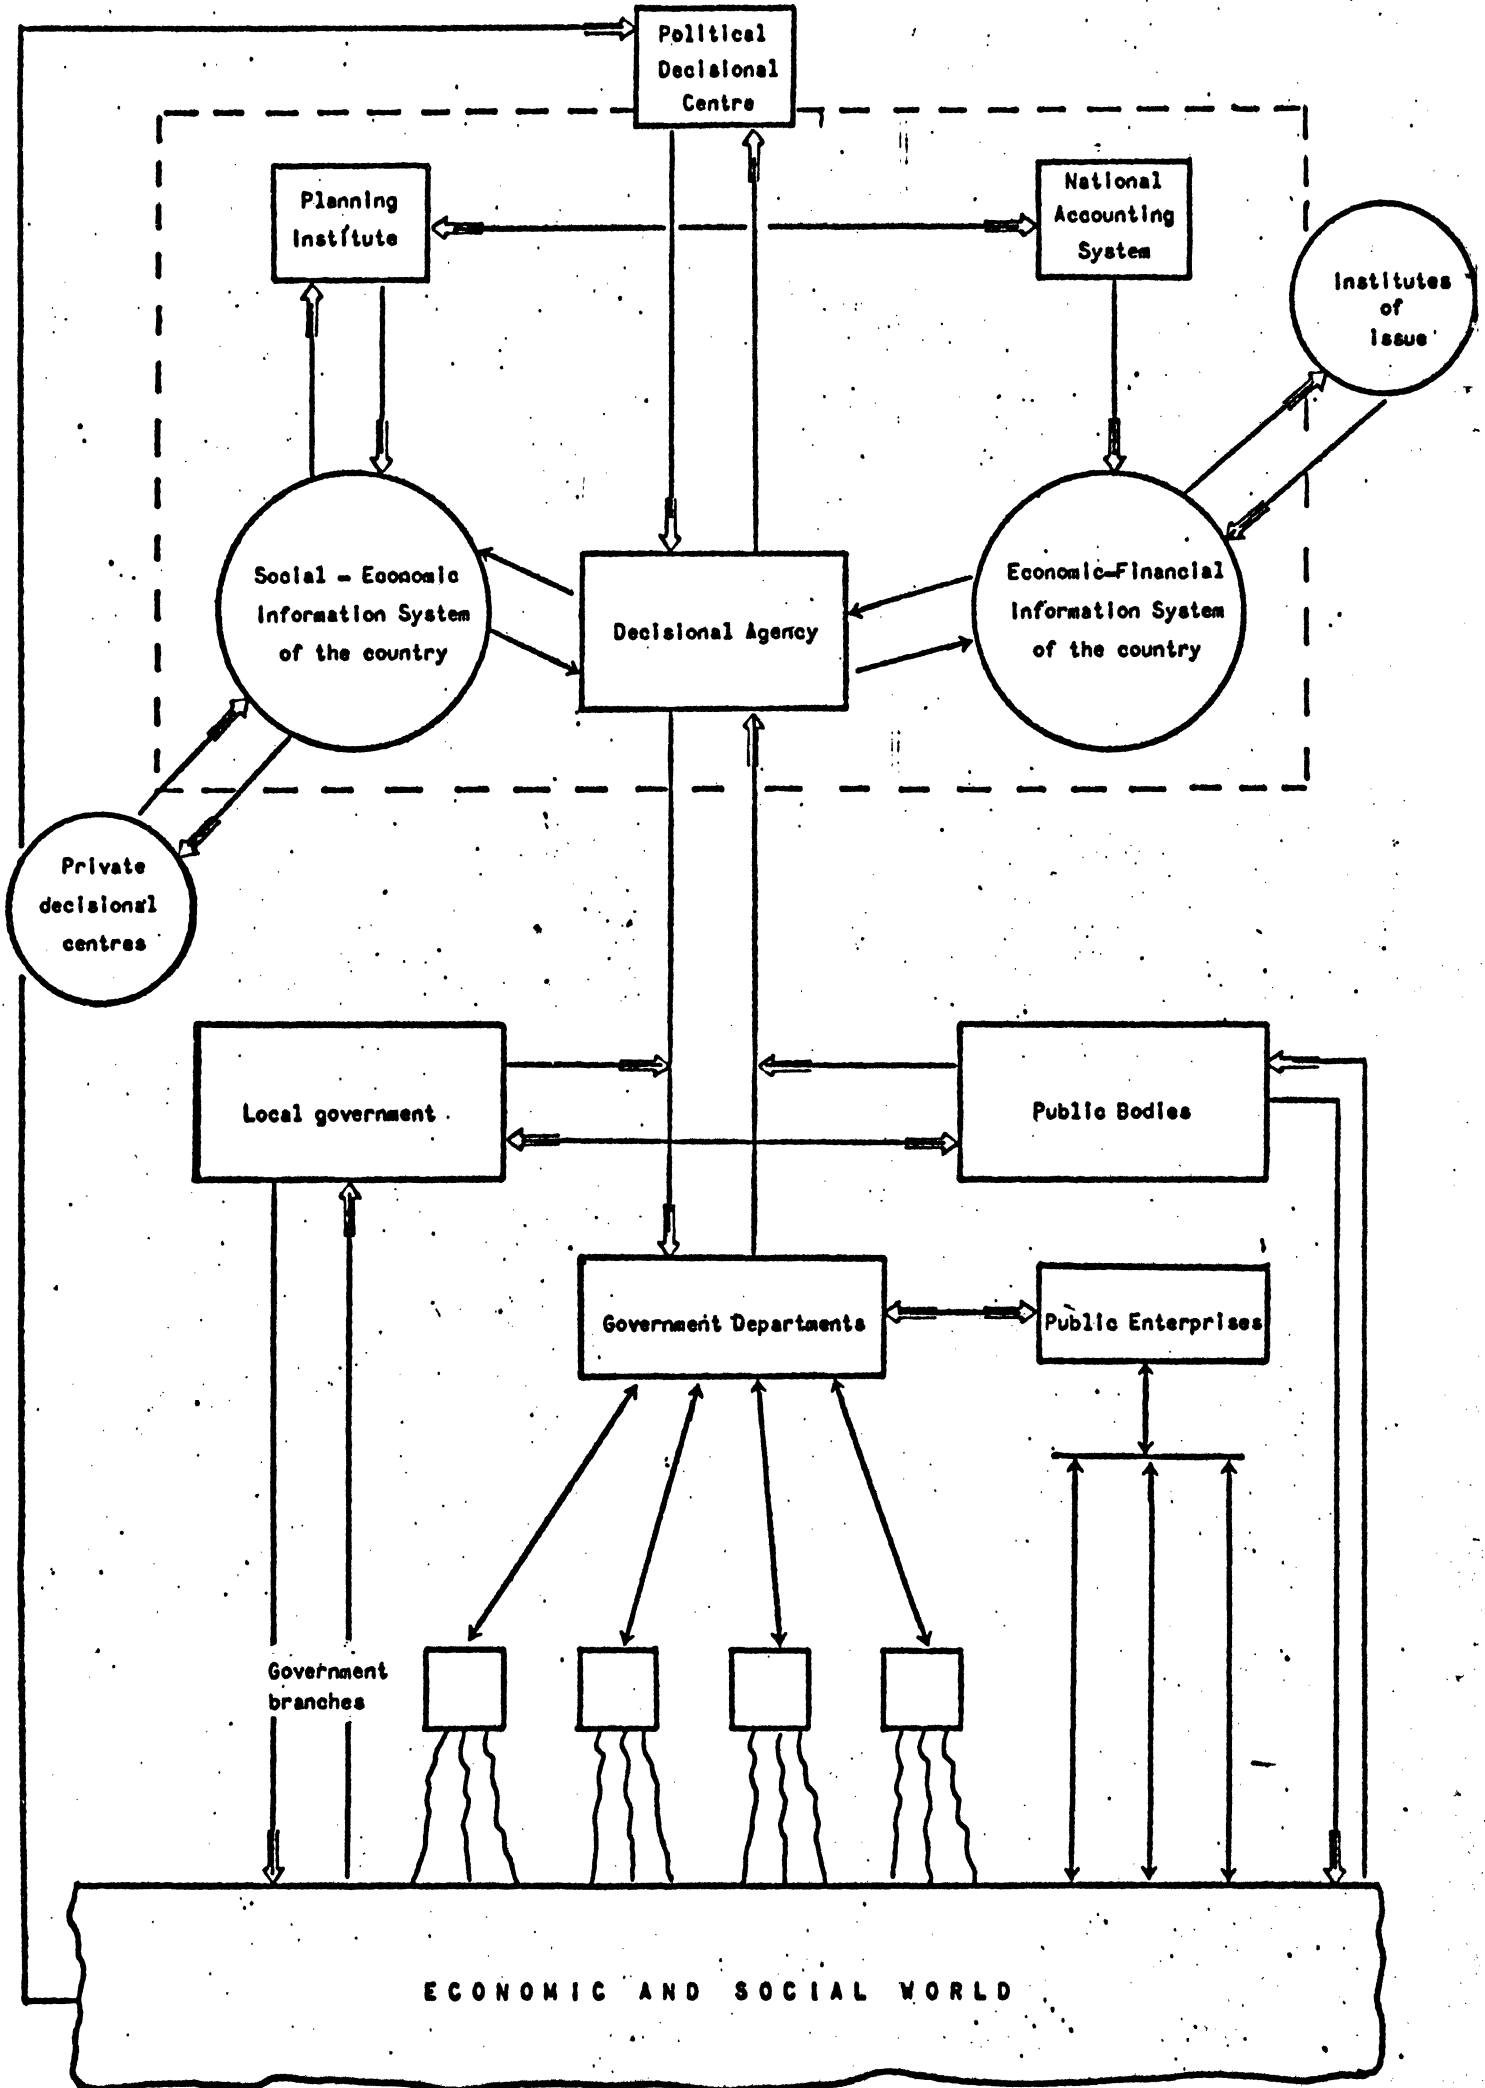 Political
Decisional
Centre
Planning
Institute
National
Accounting
System
Institutes
of
Issue
Social - Economic
Information System
of the country
Decisional Agency
Economic-Financial
Information System
of the country
Private
decisional
centres
Local government
Public Bodies
Government Departments
Public Enterprises
Government
branches
ECONOMIC AND SOCIAL WORLD